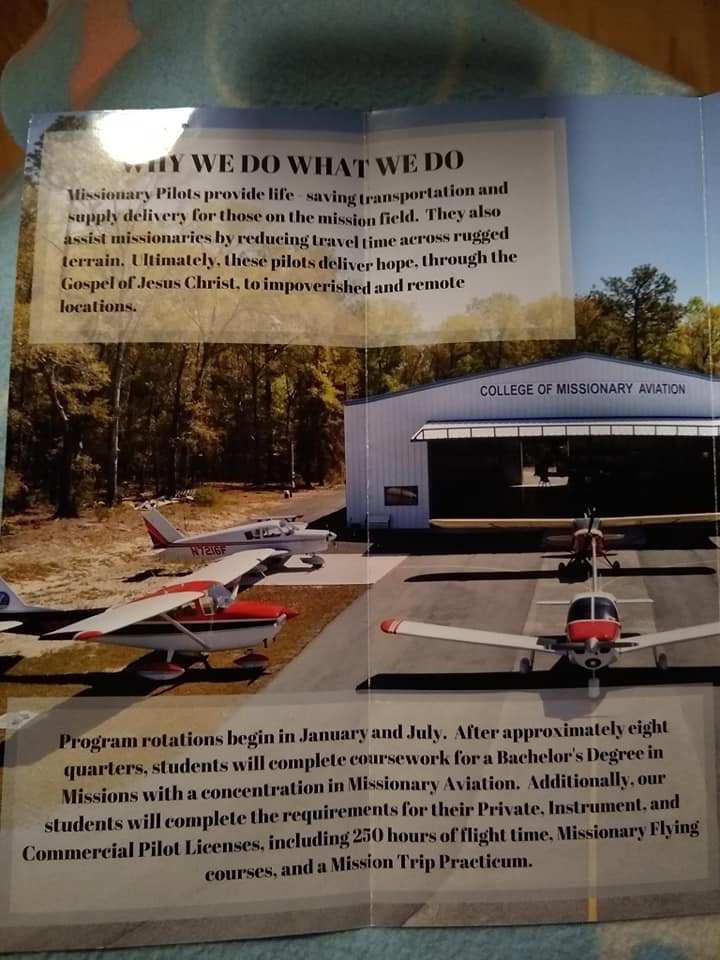 WHY WE DO WHAT WE DO
Missionary Pilots provide life - saving transportation and
supply delivery for those on the mission field. They also
assist missionaries by reducing travel time across rugged
terrain. Ultimately, these pilots deliver hope, through the
Gospel of Jesus Christ, to impoverished and remote
locations.
COLLEGE OF MISSIONARY AVIATION
N7216F
Program rotations begin in January and July. After approximately eight
quarters, students will complete coursework for a Bachelor's Degree in
Missions with a concentration in Missionary Aviation. Additionally, our
students will complete the requirements for their Private, Instrument, and
Commercial Pilot Licenses, including 250 hours of flight time, Missionary Flying
courses, and a Mission Trip Practicum.